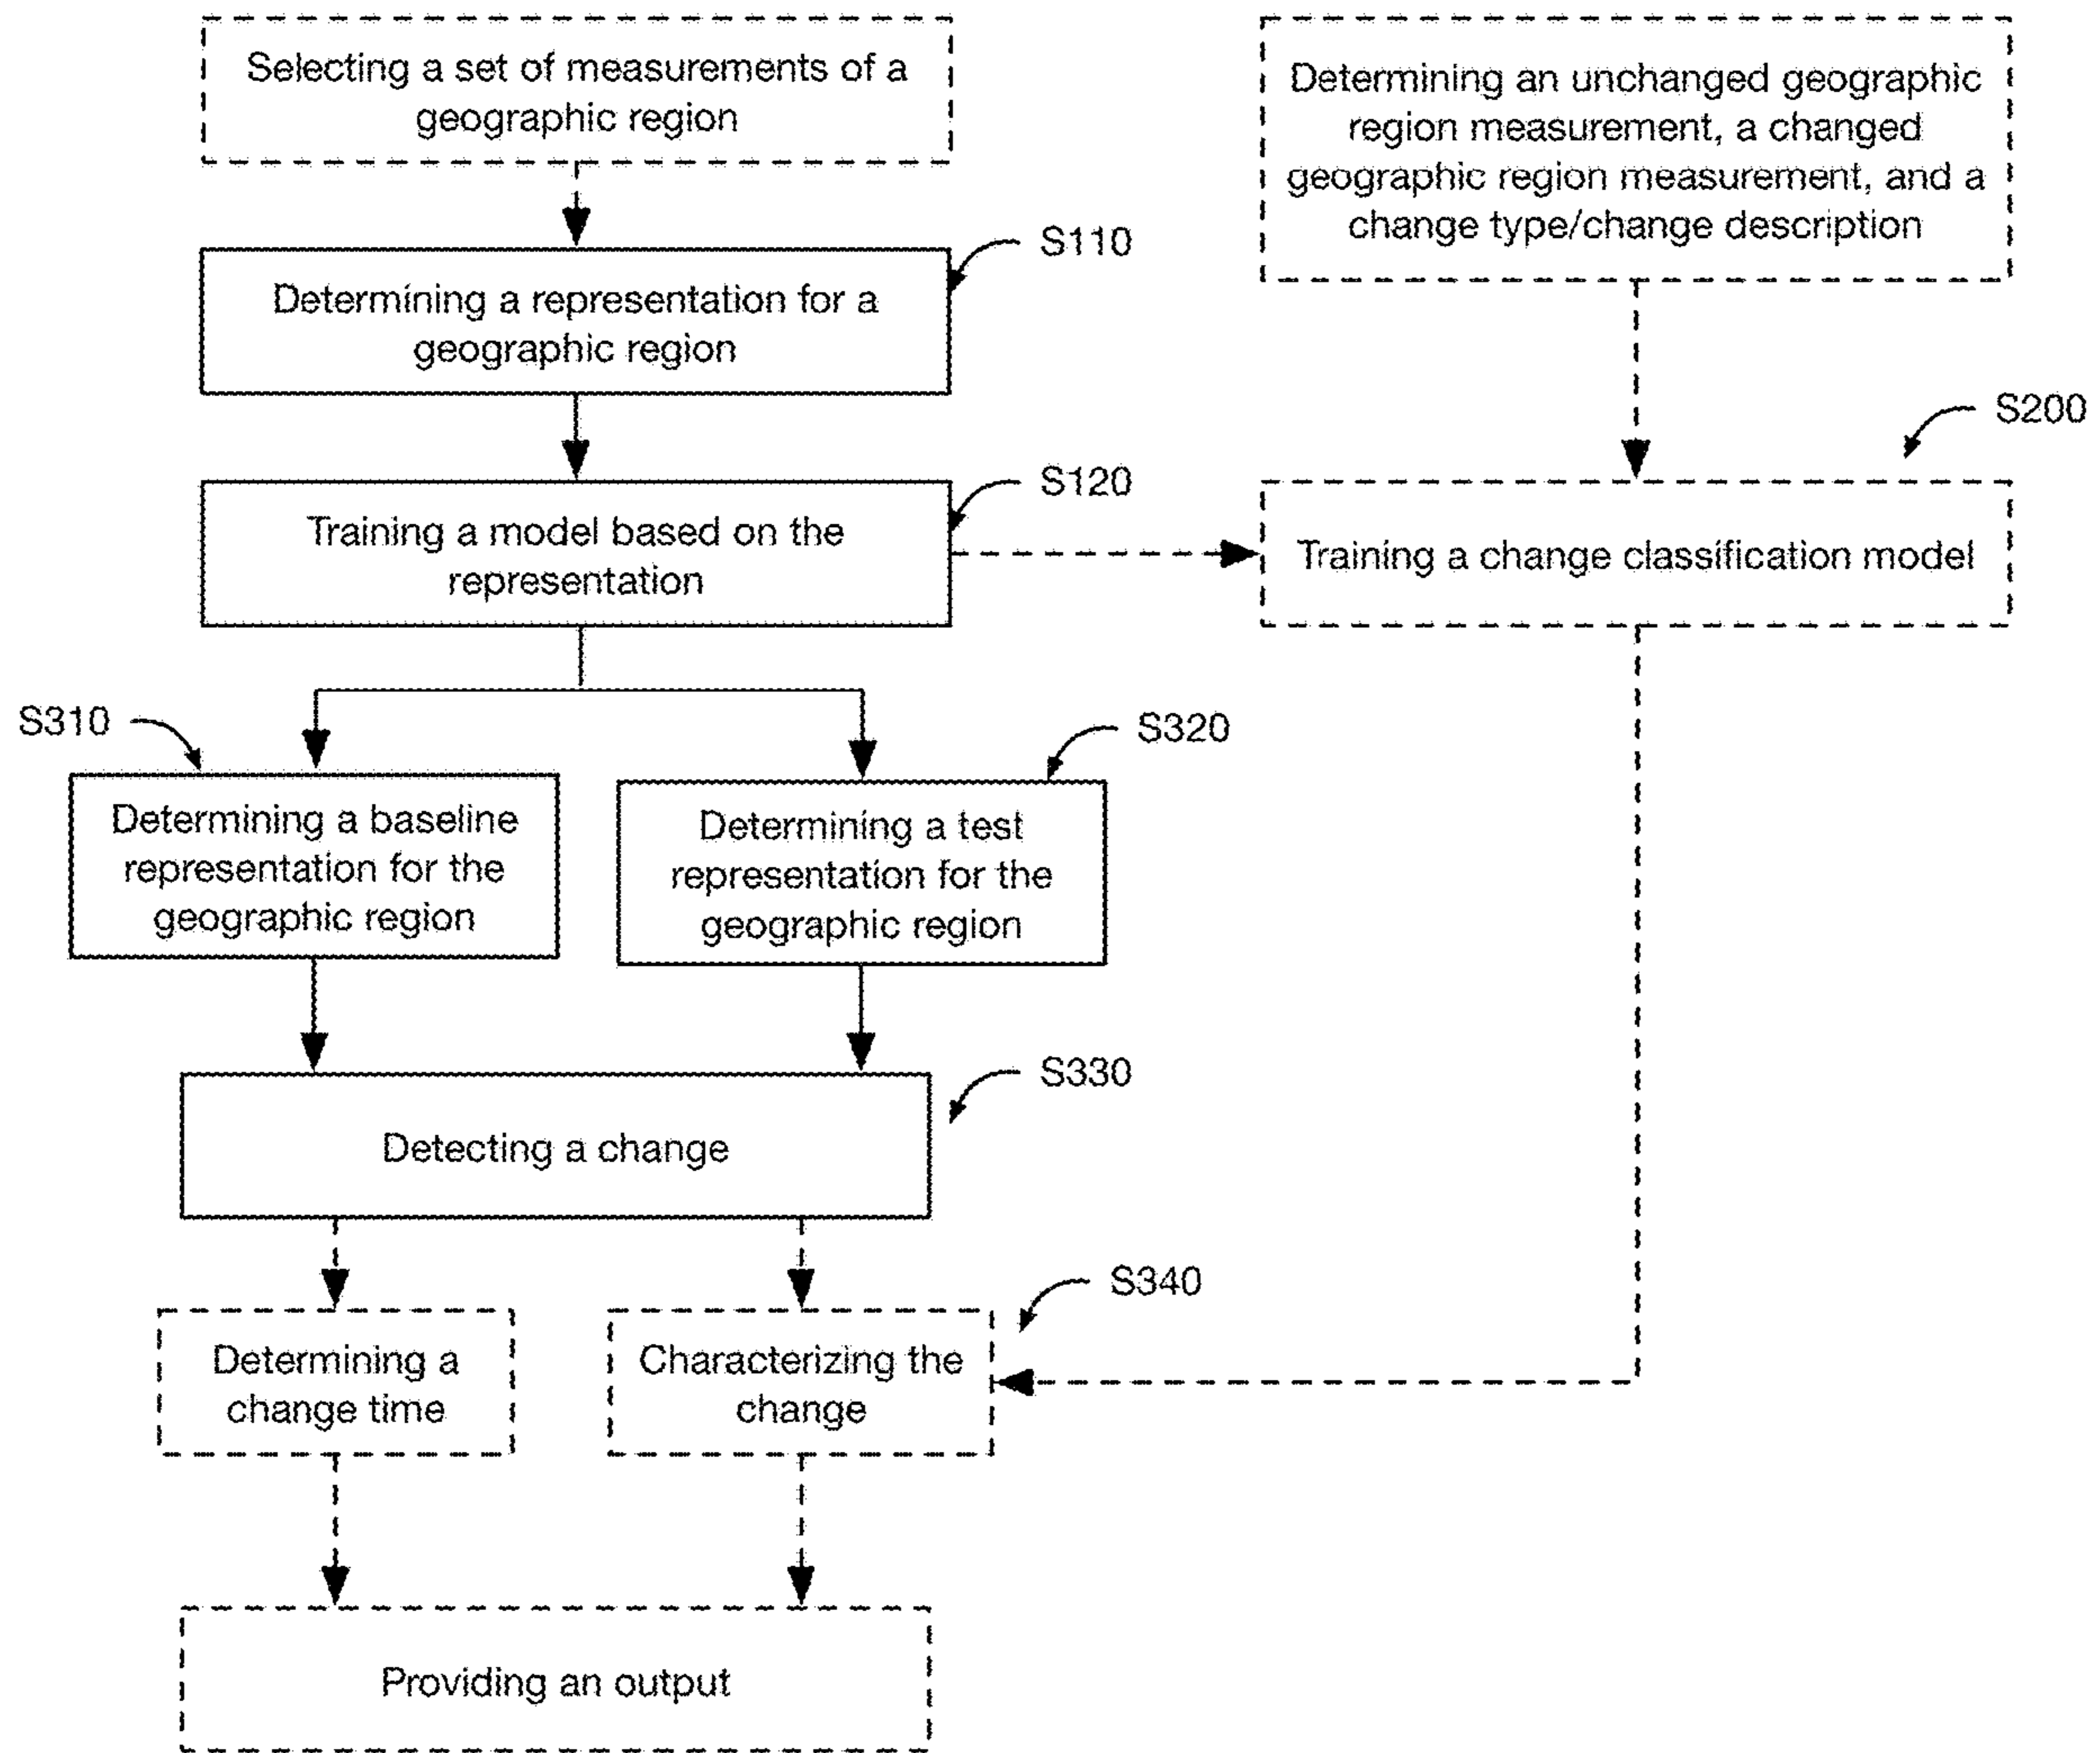 Selecting a set of measurements of a
geographic region
Determining an unchanged geographic
region measurement, a changed
geographic region measurement, and a
change type/change description
S110
Determining a representation for a
geographic region
S200
S120
Training a model based on the
representation
Training a change classification model
S310
S320
Determining a baseline
representation for the
geographic region
Determining a test
representation for the
geographic region
S330
Detecting a change
S340
Determining a
change time
Characterizing the
change
Providing an output